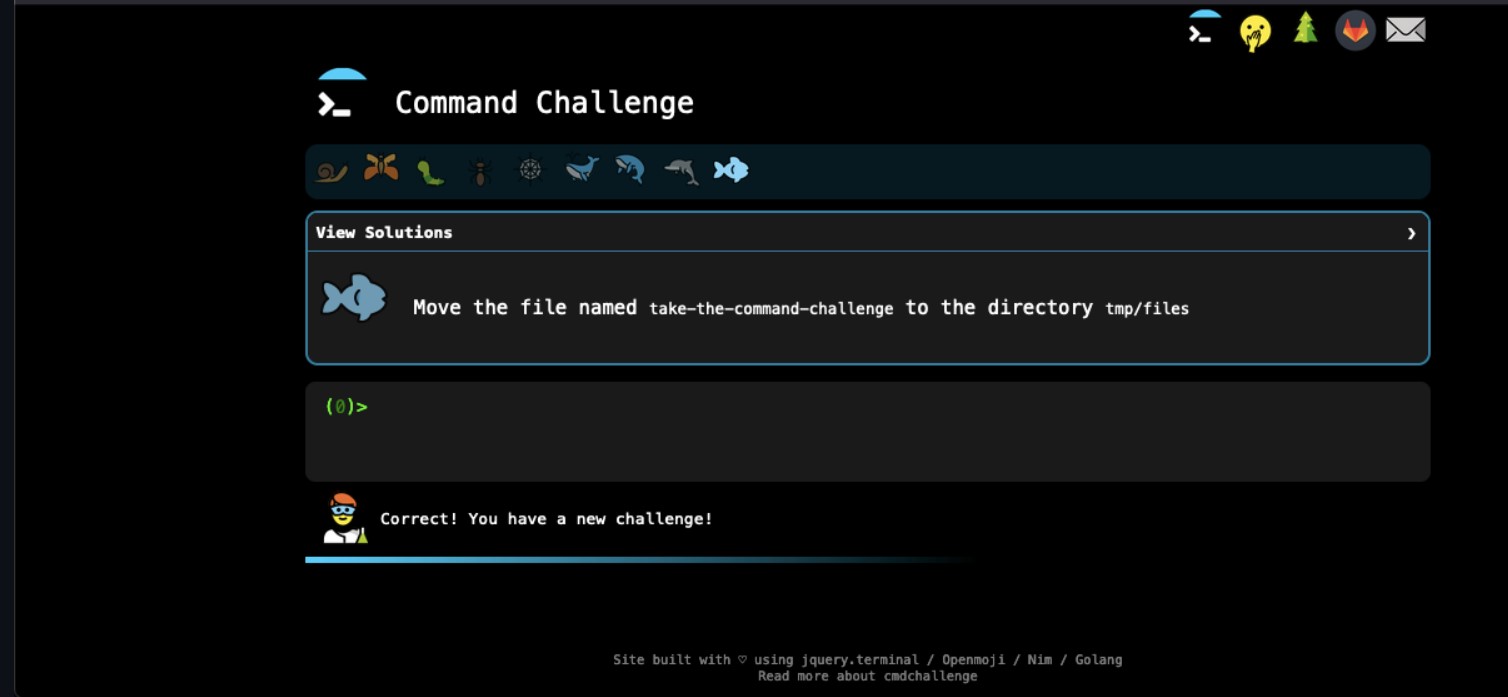 Command Challenge
View Solutions
Move the file named take-the-command-challenge to the directory tmp/files
(0)>
Correct! You have a new challenge!
Site built with ♡ using jquery.terminal / Openmoji / Nim / Golang
Read more about cmdchallenge